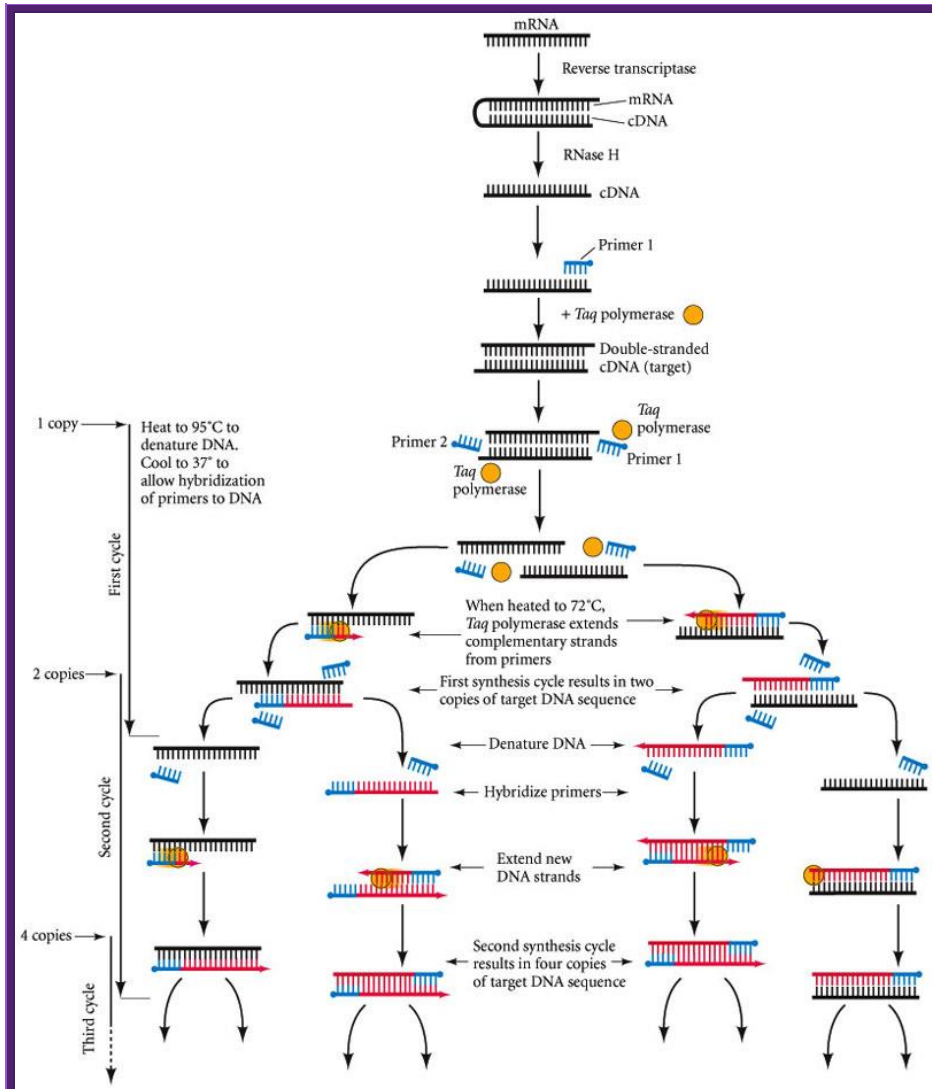 mRNA
Reverse transcriptase
mRNA
cDNA
RNase H
cDNA
Primer 1
+ Taq polymerase
Double-stranded
cDNA (target)
1 copy
Heat to 95°C to
denature DNA.
Cool to 37° to
allow hybridization
of primers to DNA
Taq
polymerase
Primer 2
Primer 1
Taq
polymerase
First cycle
When heated to 72°C,
Taq polymerase extends
complementary strands
from primers
2 copies
First synthesis cycle results in two
copies of target DNA sequence
Denature DNA
Hybridize primers
Second cycle
Extend new
DNA strands
4 copies
Second synthesis cycle
results in four copies
of target DNA sequence
Third cycle